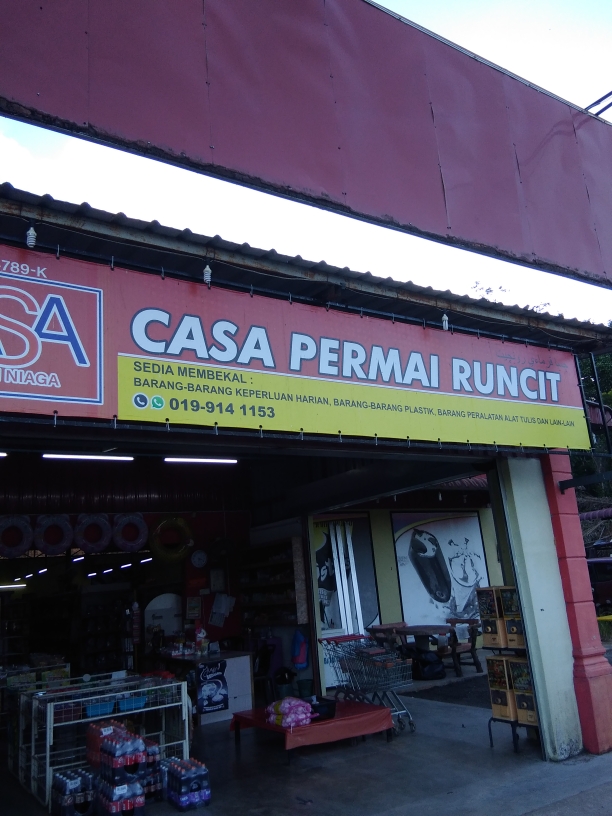 789-K
SA
NIAGA
CASA PERMAI RUNCIT
SEDIA MEMBEKAL :
BARANG-BARANG KEPERLUAN HARIAN, BARANG-BARANG PLASTIK, BARANG PERALATAN ALAT TULIS DAN LAIN-LAIN
019-914 1153